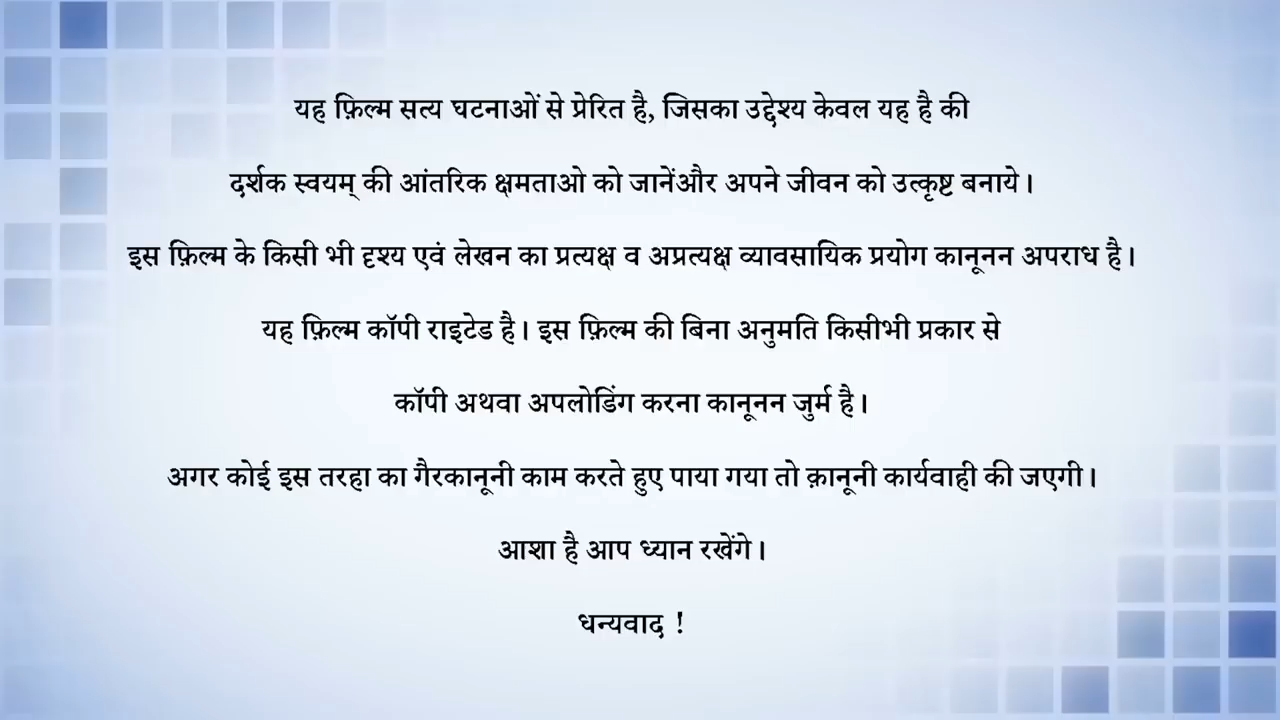 यह फ़िल्म सत्य घटनाओं से प्रेरित है, जिसका उद्देश्य केवल यह है की
दर्शक स्वयम् की आंतरिक क्षमताओ को जानेंऔर अपने जीवन को उत्कृष्ट बनाये।
इस फ़िल्म के किसी भी दृश्य एवं लेखन का प्रत्यक्ष व अप्रत्यक्ष व्यावसायिक प्रयोग कानूनन अपराध है।
यह फ़िल्म कॉपी राइटेड है। इस फ़िल्म की बिना अनुमति किसीभी प्रकार से
कॉपी अथवा अपलोडिंग करना कानूनन जुर्म है।
अगर कोई इस तरहा का गैरकानूनी काम करते हुए पाया गया तो क़ानूनी कार्यवाही की जएगी।
आशा है आप ध्यान रखेंगे।
धन्यवाद !